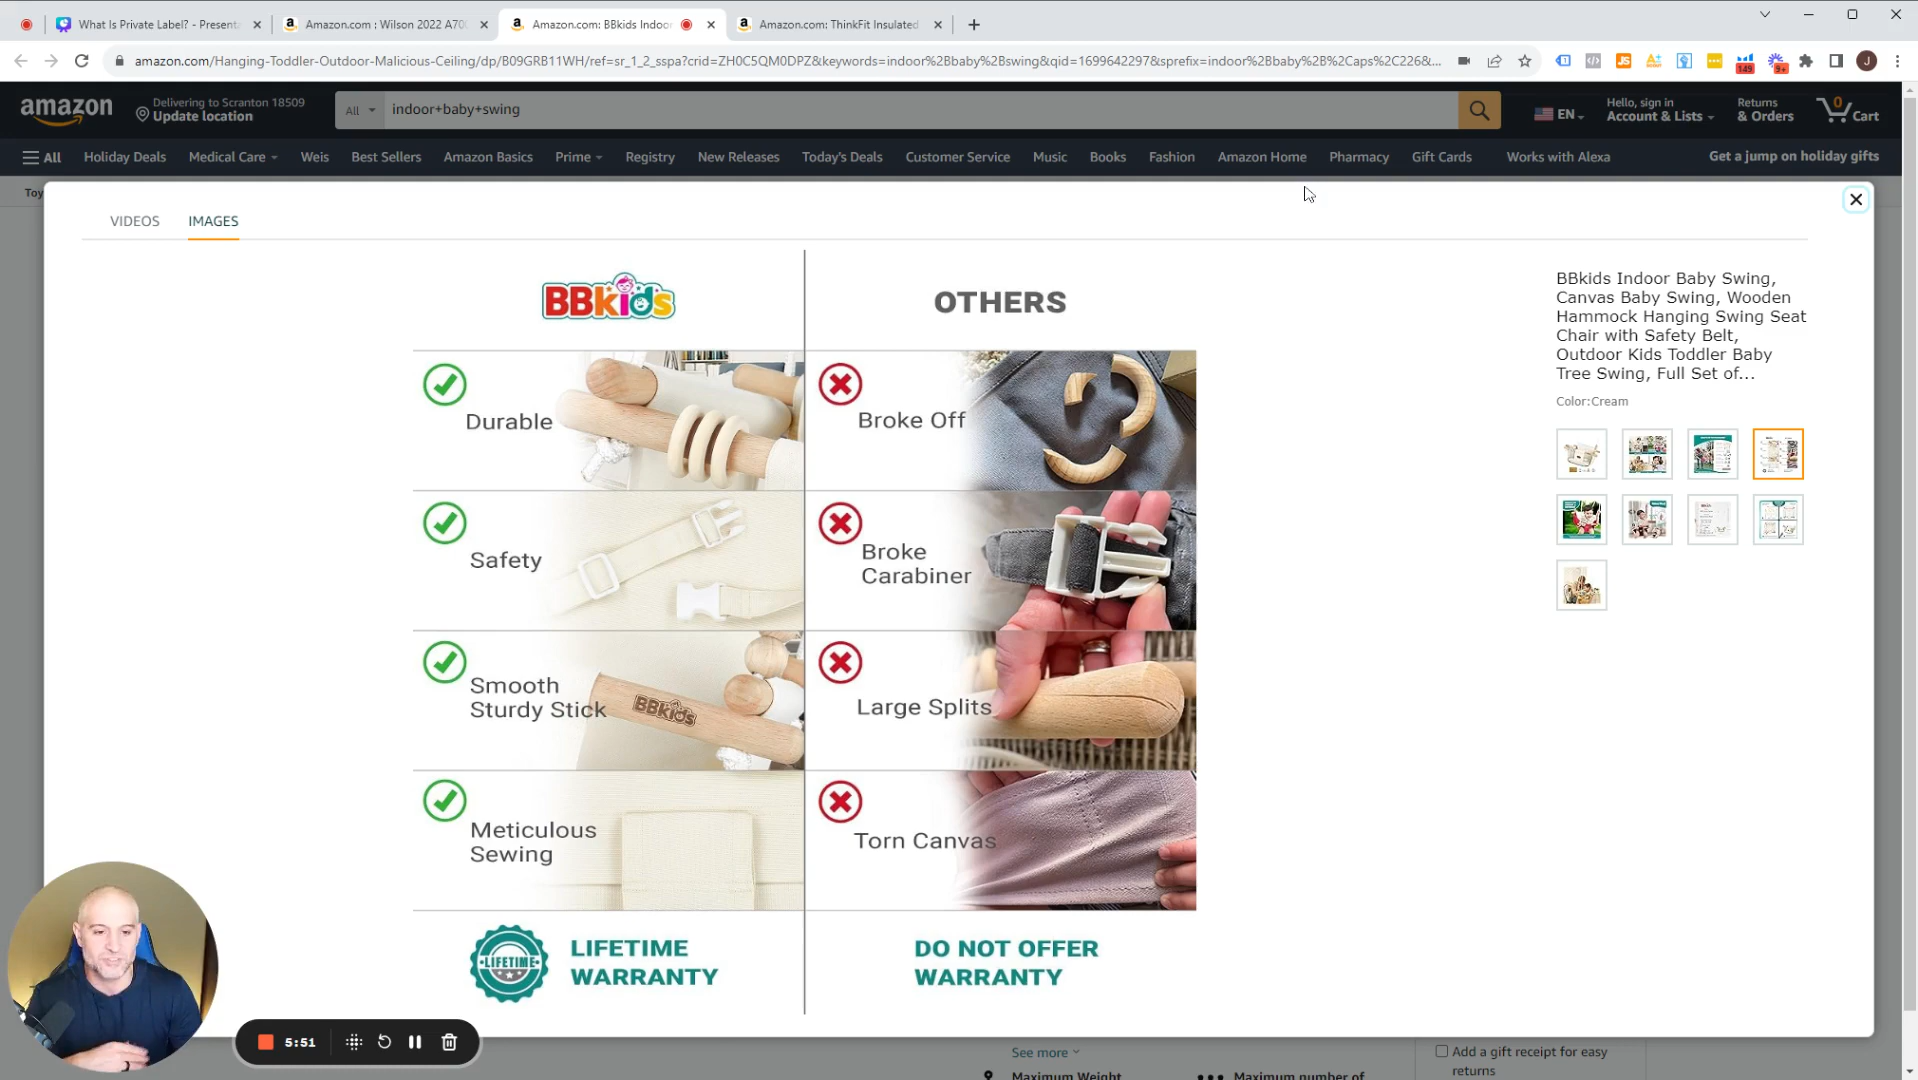 What Is Private Label? - Present
Amazon.com : Wilson 2022 A700
Amazon.com: BBkids Indoo
Amazon.com: ThinkFit Insulated
amazon.com/Hanging-Toddler-Outdoor-Malicious-Ceiling/dp/B09GRB11WH/ref=sr_1_2_sspa?crid=ZH0C5QM0DPZ&keywords=indoor%2Bbaby%2Bswing&qid=1699642297&sprefix=indoor%2Bbaby%2B%2Caps%2C226&...
149
9+
J
amazon
Delivering to Scranton 18509
Update location
All
indoor+baby+swing
EN
Hello, sign in
Account & Lists
Returns
& Orders
0
Cart
All
Holiday Deals
Medical Care
Weis
Best Sellers
Amazon Basics
Prime
Registry
New Releases
Today's Deals
Customer Service
Music
Books
Fashion
Amazon Home
Pharmacy
Gift Cards
Works with Alexa
Get a jump on holiday gifts
Toy
VIDEOS
IMAGES
BBkids
OTHERS
Durable
Broke Off
Safety
Broke
Carabiner
Smooth
Sturdy Stick
BBkids
Large Splits
Meticulous
Sewing
Torn Canvas
LIFETIME
LIFETIME
WARRANTY
DO NOT OFFER
WARRANTY
BBkids Indoor Baby Swing,
Canvas Baby Swing, Wooden
Hammock Hanging Swing Seat
Chair with Safety Belt,
Outdoor Kids Toddler Baby
Tree Swing, Full Set of...
Color:Cream
5:51
See more
Maximum Weight
Maximum number of
Add a gift receipt for easy
returns